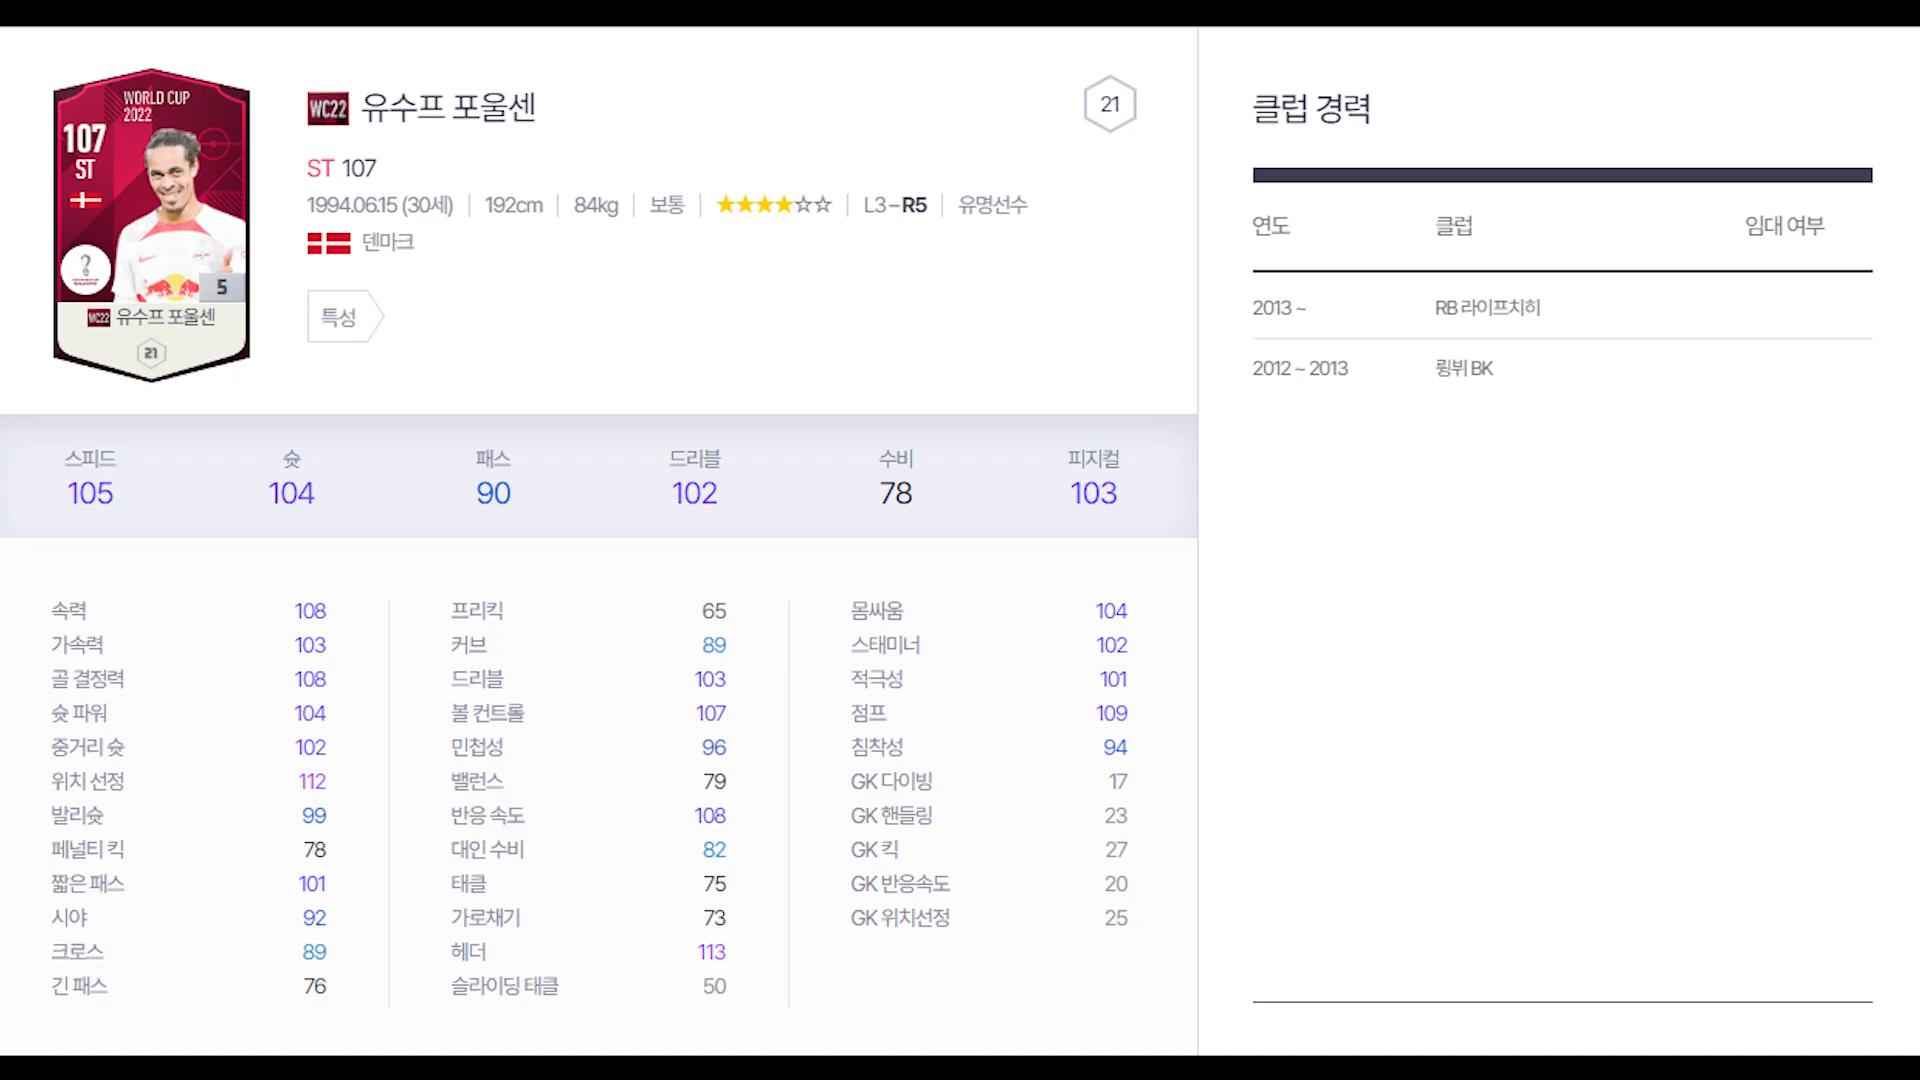 WORLD CUP
2022
107
ST
5
WC22 유수프 포울센
21
WC22 유수프 포울센
21
ST 107
1994.06.15 (30세) 192cm 84kg 보통 ★★★★☆☆ L3 – R5 유명선수
덴마크
특성
스피드 슛 패스 드리블 수비 피지컬
105 104 90 102 78 103
속력 108
가속력 103
골 결정력 108
슛 파워 104
중거리 슛 102
위치 선정 112
발리슛 99
페널티 킥 78
짧은 패스 101
시야 92
크로스 89
긴 패스 76
프리킥 65
커브 89
드리블 103
볼 컨트롤 107
민첩성 96
밸런스 79
반응 속도 108
대인 수비 82
태클 75
가로채기 73
헤더 113
슬라이딩 태클 50
몸싸움 104
스태미너 102
적극성 101
점프 109
침착성 94
GK 다이빙 17
GK 핸들링 23
GK 킥 27
GK 반응속도 20
GK 위치선정 25
클럽 경력
연도 클럽 임대 여부
2013 ~ RB 라이프치히
2012 ~ 2013 륑뷔 BK